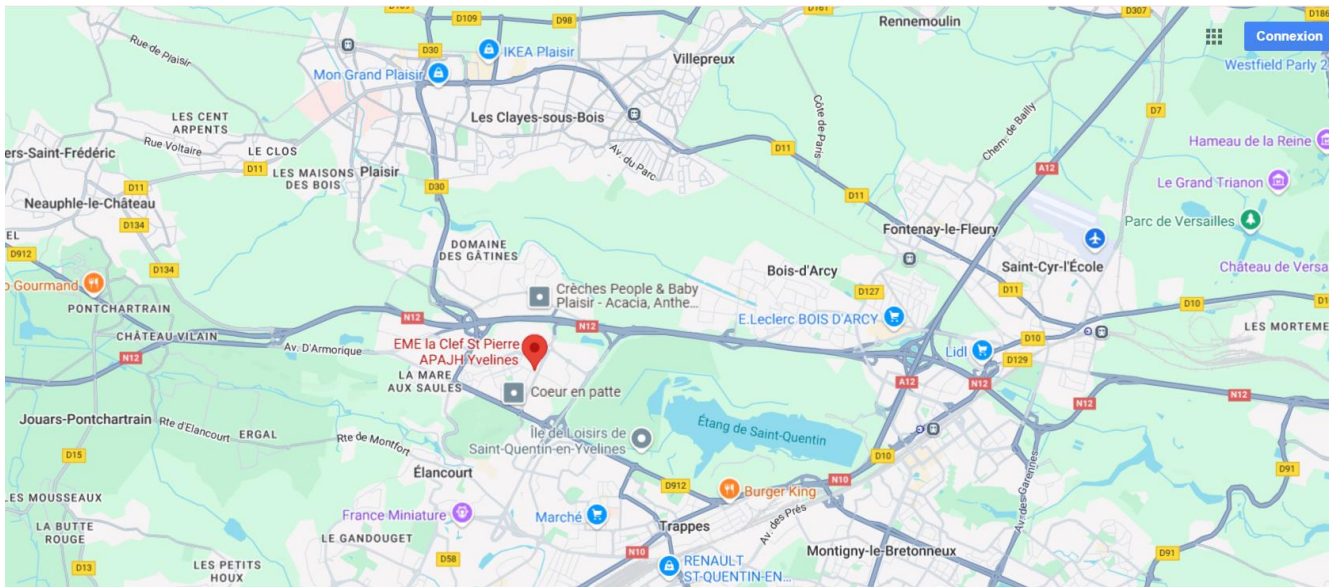 D109
D98
D161
D307
D186
Rennemoulin
Connexion
Rue de Plaisir
D30
IKEA Plaisir
Villepreux
Westfield Parly 2
Mon Grand Plaisir
Côte de Paris
D7
LES CENT
ARPENTS
Les Clayes-sous-Bois
Chem. de Bailly
Rue Voltaire
Hameau de la Reine
ers-Saint-Frédéric
LE CLOS
Av. du Parc
D11
A12
D11
LES MAISONS
DES BOIS
Plaisir
D30
Le Grand Trianon
D11
D11
Neauphle-le-Château
D134
Fontenay-le-Fleury
Parc de Versailles
EL
D912
DOMAINE
DES GÂTINES
D134
Bois-d'Arcy
Saint-Cyr-l'École
Château de Versa
o Gourmand
Crèches People & Baby
Plaisir - Acacia, Anthe...
D127
D11
D10
PONTCHARTRAIN
N12
N12
E.Leclerc BOIS D'ARCY
LES MORTEME
CHÂTEAU VILAIN
Av. D'Armorique
EME la Clef St Pierre
APAJH Yvelines
D10
N12
Lidl
D129
LA MARE
AUX SAULES
A12
N12
Coeur en patte
N12
Jouars-Pontchartrain
Rte d'Elancourt
ERGAL
Rte de Montfort
Île de Loisirs de
Saint-Quentin-en-Yvelines
Étang de Saint-Quentin
D15
D10
Élancourt
N10
D91
D912
Burger King
Av. des Garennes
LES MOUSSEAUX
France Miniature
Marché
Av. des Prés
LA BUTTE
ROUGE
Trappes
LE GANDOUGET
N10
Montigny-le-Bretonneux
D91
D58
RENAULT
ST-QUENTIN-EN...
D13
LES PETITS
HOUX